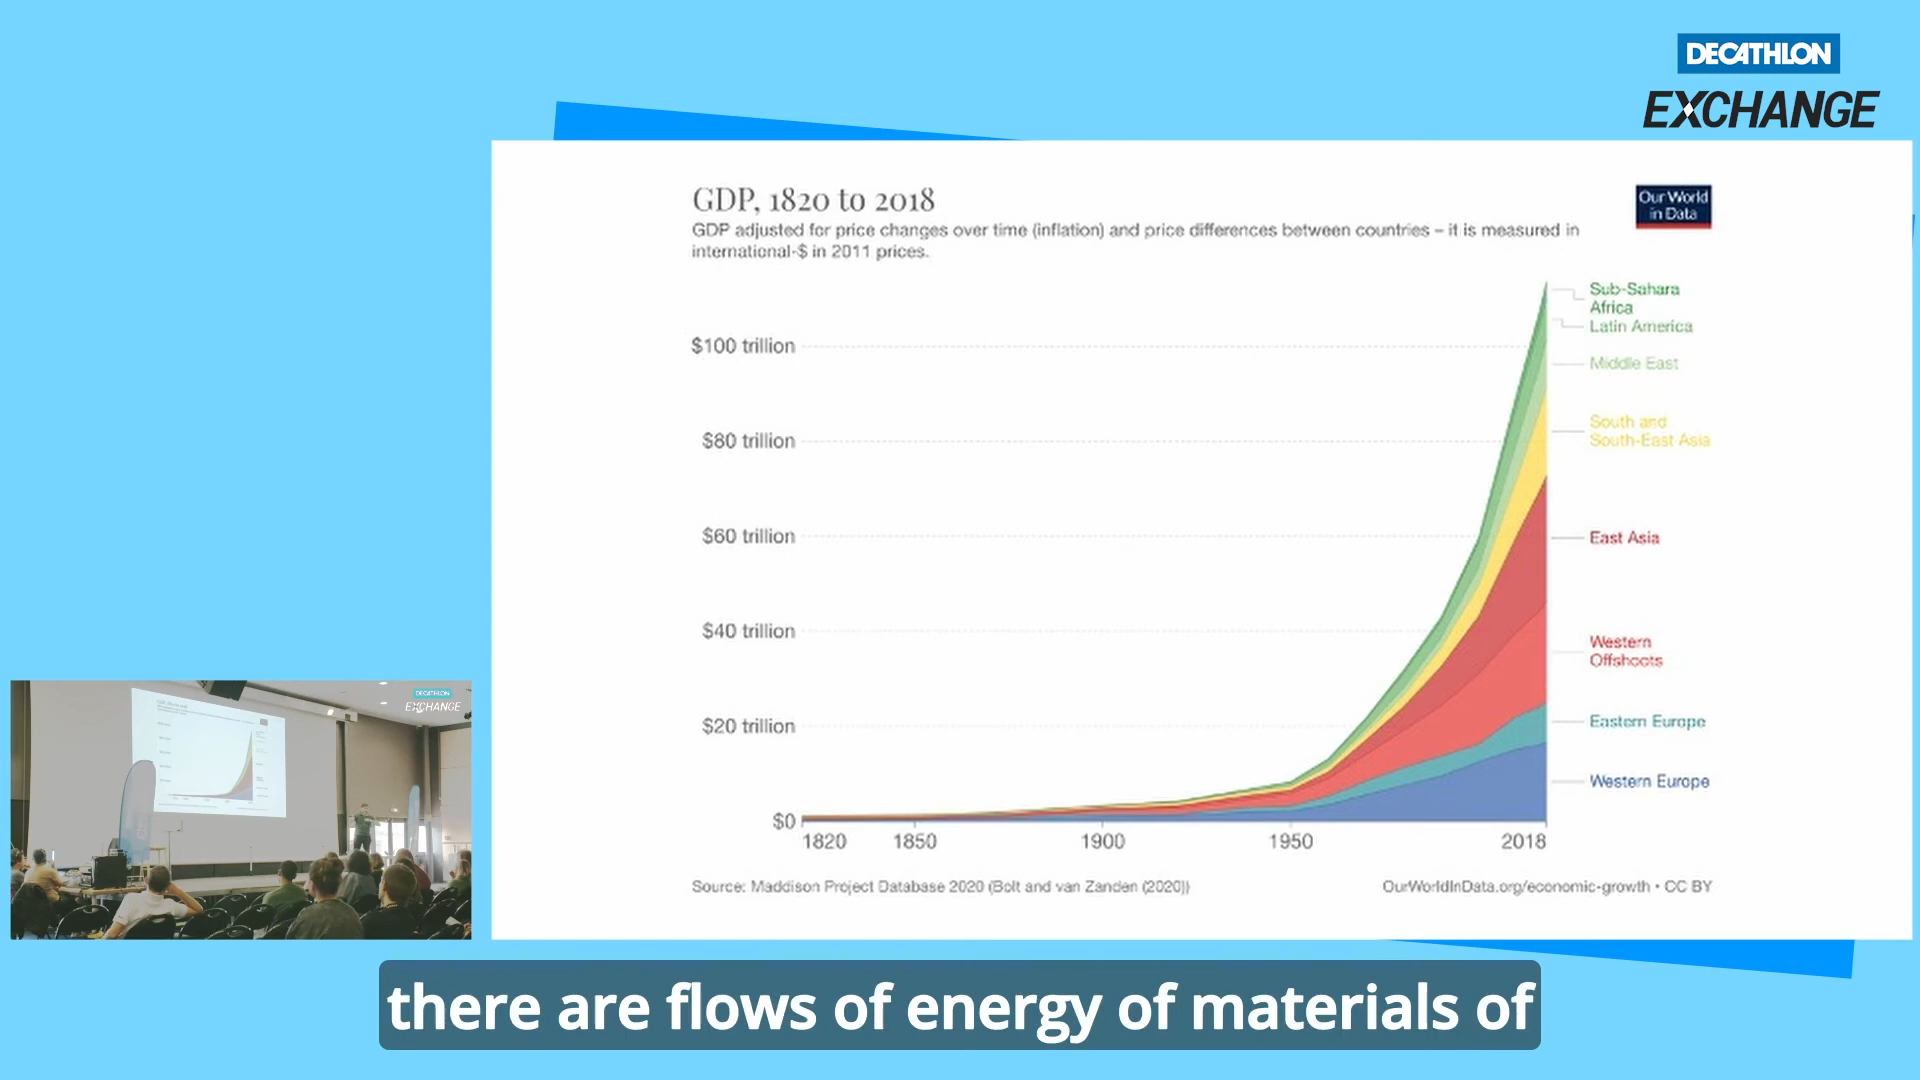 DECATHLON
EXCHANGE
GDP, 1820 to 2018
GDP adjusted for price changes over time (inflation) and price differences between countries – it is measured in
international-$ in 2011 prices.
Our World
in Data
$100 trillion
$80 trillion
$60 trillion
$40 trillion
$20 trillion
$0
1820
1850
1900
1950
2018
Sub-Sahara
Africa
Latin America
Middle East
South and
South-East Asia
East Asia
Western
Offshoots
Eastern Europe
Western Europe
Source: Maddison Project Database 2020 (Bolt and van Zanden (2020))
OurWorldInData.org/economic-growth • CC BY
DECATHLON
EXCHANGE
there are flows of energy of materials of